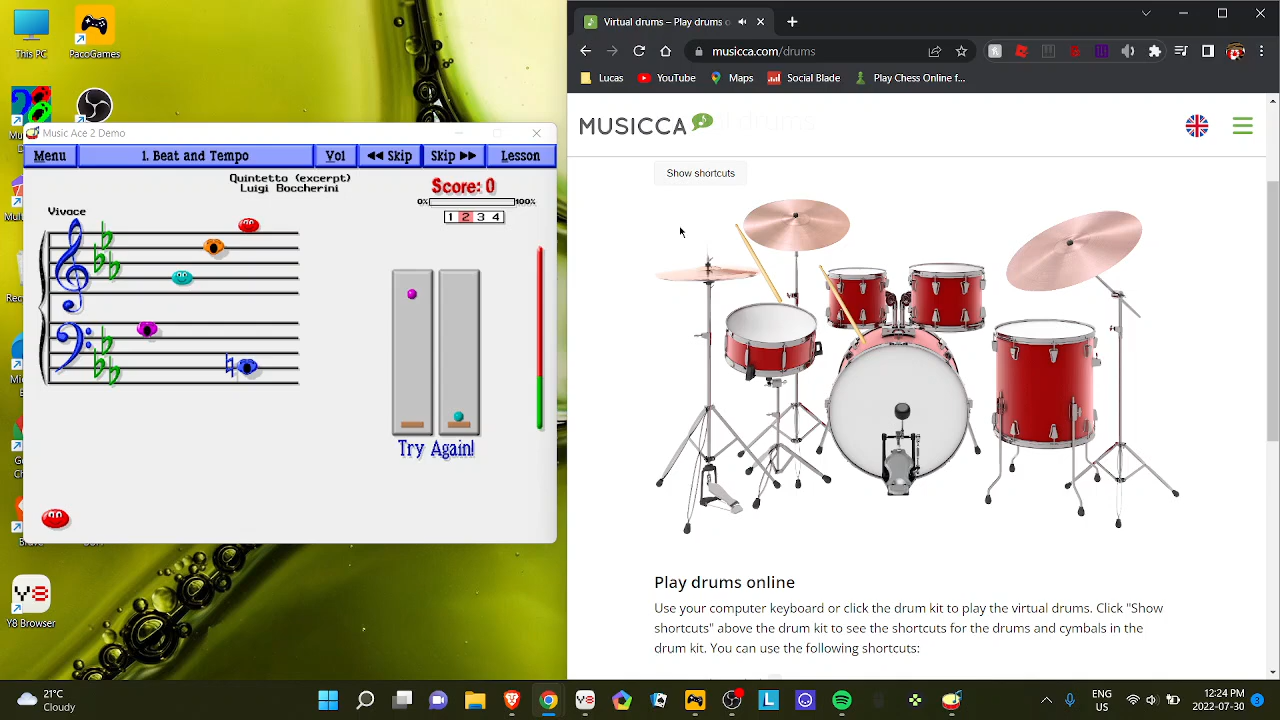 This PC
PacoGames
Music Ace 2 Demo
Menu
1. Beat and Tempo
Vol
Skip
Skip
Lesson
Quintetto (excerpt)
Luigi Boccherini
Score: 0
0%
100%
1 2 3 4
Vivace
Try Again!
Y8
Y8 Browser
Virtual drums – Play drums
musicca.com/drums
Lucas
YouTube
Maps
Social Blade
Play Chess Online f...
MUSICCA
Show shortcuts
Play drums online
Use your computer keyboard or click the drum kit to play the virtual drums. Click "Show
shortcuts" above the drum kit to see the shortcuts for the drums and cymbals in the
drum kit. You can use the following shortcuts:
21°C
Cloudy
ENG
US
12:24 PM
2022-07-30
3